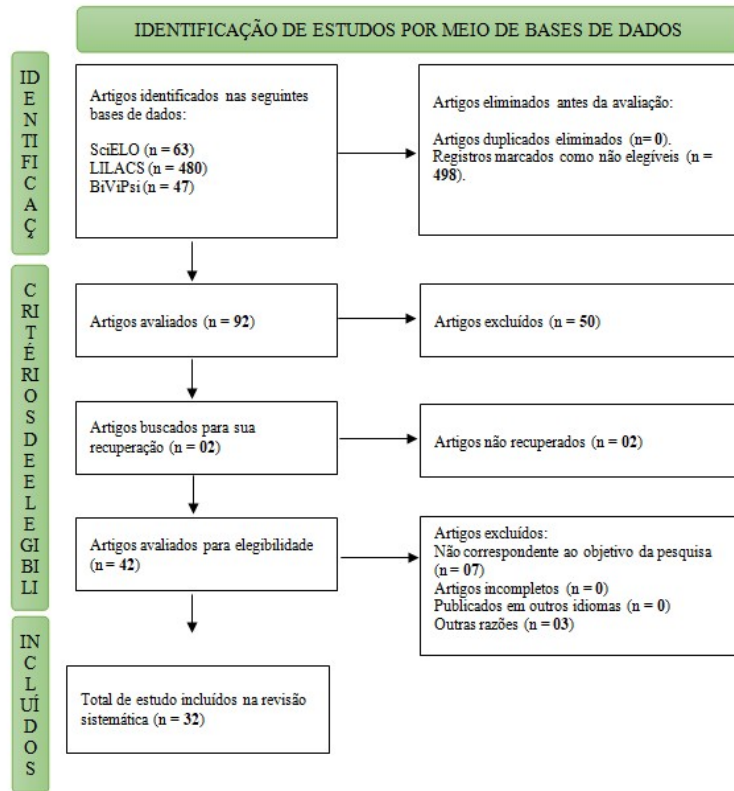 IDENTIFICAÇÃO DE ESTUDOS POR MEIO DE BASES DE DADOS
ID
E
N
TI
FI
C
A
Ç
Artigos identificados nas seguintes
bases de dados:
SciELO (n = 63)
LILACS (n = 480)
BiViPsi (n = 47)
Artigos eliminados antes da avaliação:
Artigos duplicados eliminados (n= 0).
Registros marcados como não elegíveis (n =
498).
C
RI
T
É
RI
O
S
D
E
E
L
E
GI
BI
LI
Artigos avaliados (n = 92)
Artigos excluídos (n = 50)
Artigos buscados para sua
recuperação (n = 02)
Artigos não recuperados (n = 02)
Artigos avaliados para elegibilidade
(n = 42)
Artigos excluídos:
Não correspondente ao objetivo da pesquisa
(n = 07)
Artigos incompletos (n = 0)
Publicados em outros idiomas (n = 0)
Outras razões (n = 03)
IN
C
L
UÍ
D
O
S
Total de estudo incluídos na revisão
sistemática (n = 32)